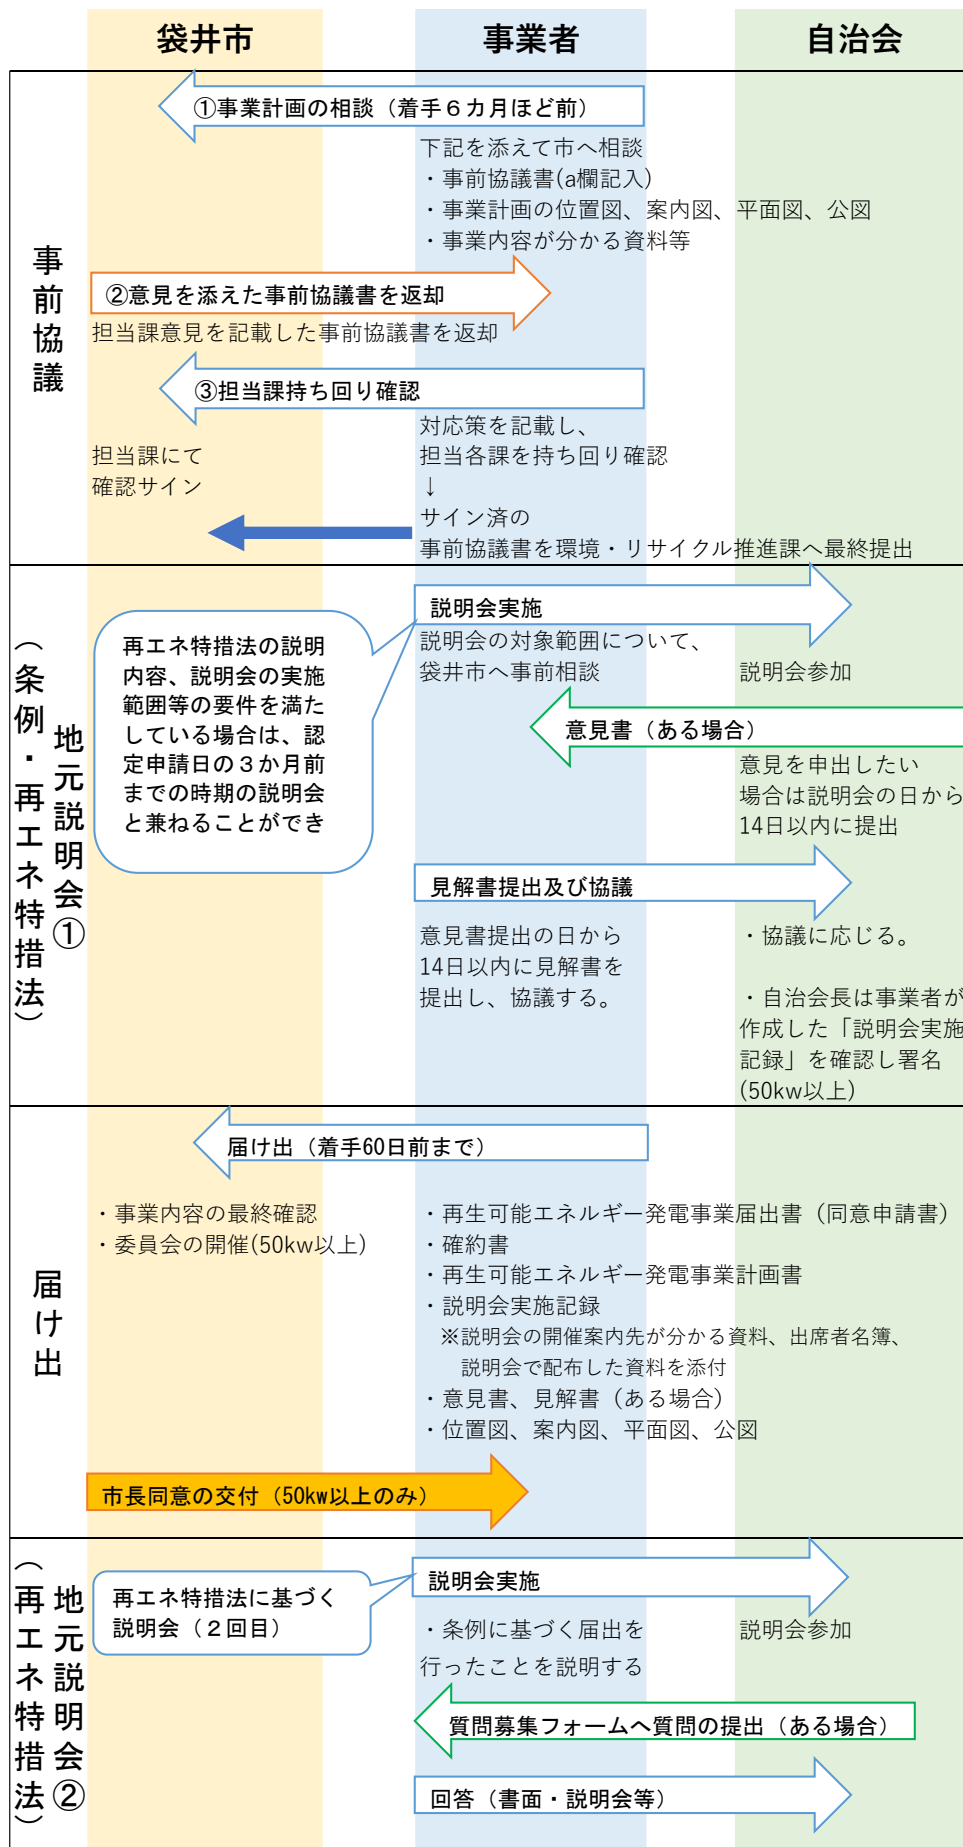 袋井市
事業者
自治会
事前協議
①事業計画の相談（着手６カ月ほど前）
下記を添えて市へ相談
・事前協議書(a欄記入)
・事業計画の位置図、案内図、平面図、公図
・事業内容が分かる資料等
②意見を添えた事前協議書を返却
担当課意見を記載した事前協議書を返却
③担当課持ち回り確認
対応策を記載し、
担当各課を持ち回り確認
↓
サイン済の
事前協議書を環境・リサイクル推進課へ最終提出
担当課にて
確認サイン
地元説明会①
（条例・再エネ特措法）
説明会実施
再エネ特措法の説明
内容、説明会の実施
範囲等の要件を満た
している場合は、認
定申請日の３か月前
までの時期の説明会
と兼ねることができ
説明会の対象範囲について、
袋井市へ事前相談
説明会参加
意見書（ある場合）
意見を申出したい
場合は説明会の日から
14日以内に提出
見解書提出及び協議
意見書提出の日から
14日以内に見解書を
提出し、協議する。
・協議に応じる。
・自治会長は事業者が
作成した「説明会実施
記録」を確認し署名
(50kw以上)
届け出
届け出（着手60日前まで）
・事業内容の最終確認
・委員会の開催(50kw以上)
・再生可能エネルギー発電事業届出書（同意申請書）
・確約書
・再生可能エネルギー発電事業計画書
・説明会実施記録
※説明会の開催案内先が分かる資料、出席者名簿、
説明会で配布した資料を添付
・意見書、見解書（ある場合）
・位置図、案内図、平面図、公図
市長同意の交付（50kw以上のみ）
地元説明会②
（再エネ特措法）
説明会実施
再エネ特措法に基づく
説明会（２回目）
・条例に基づく届出を
行ったことを説明する
説明会参加
質問募集フォームへ質問の提出（ある場合）
回答（書面・説明会等）